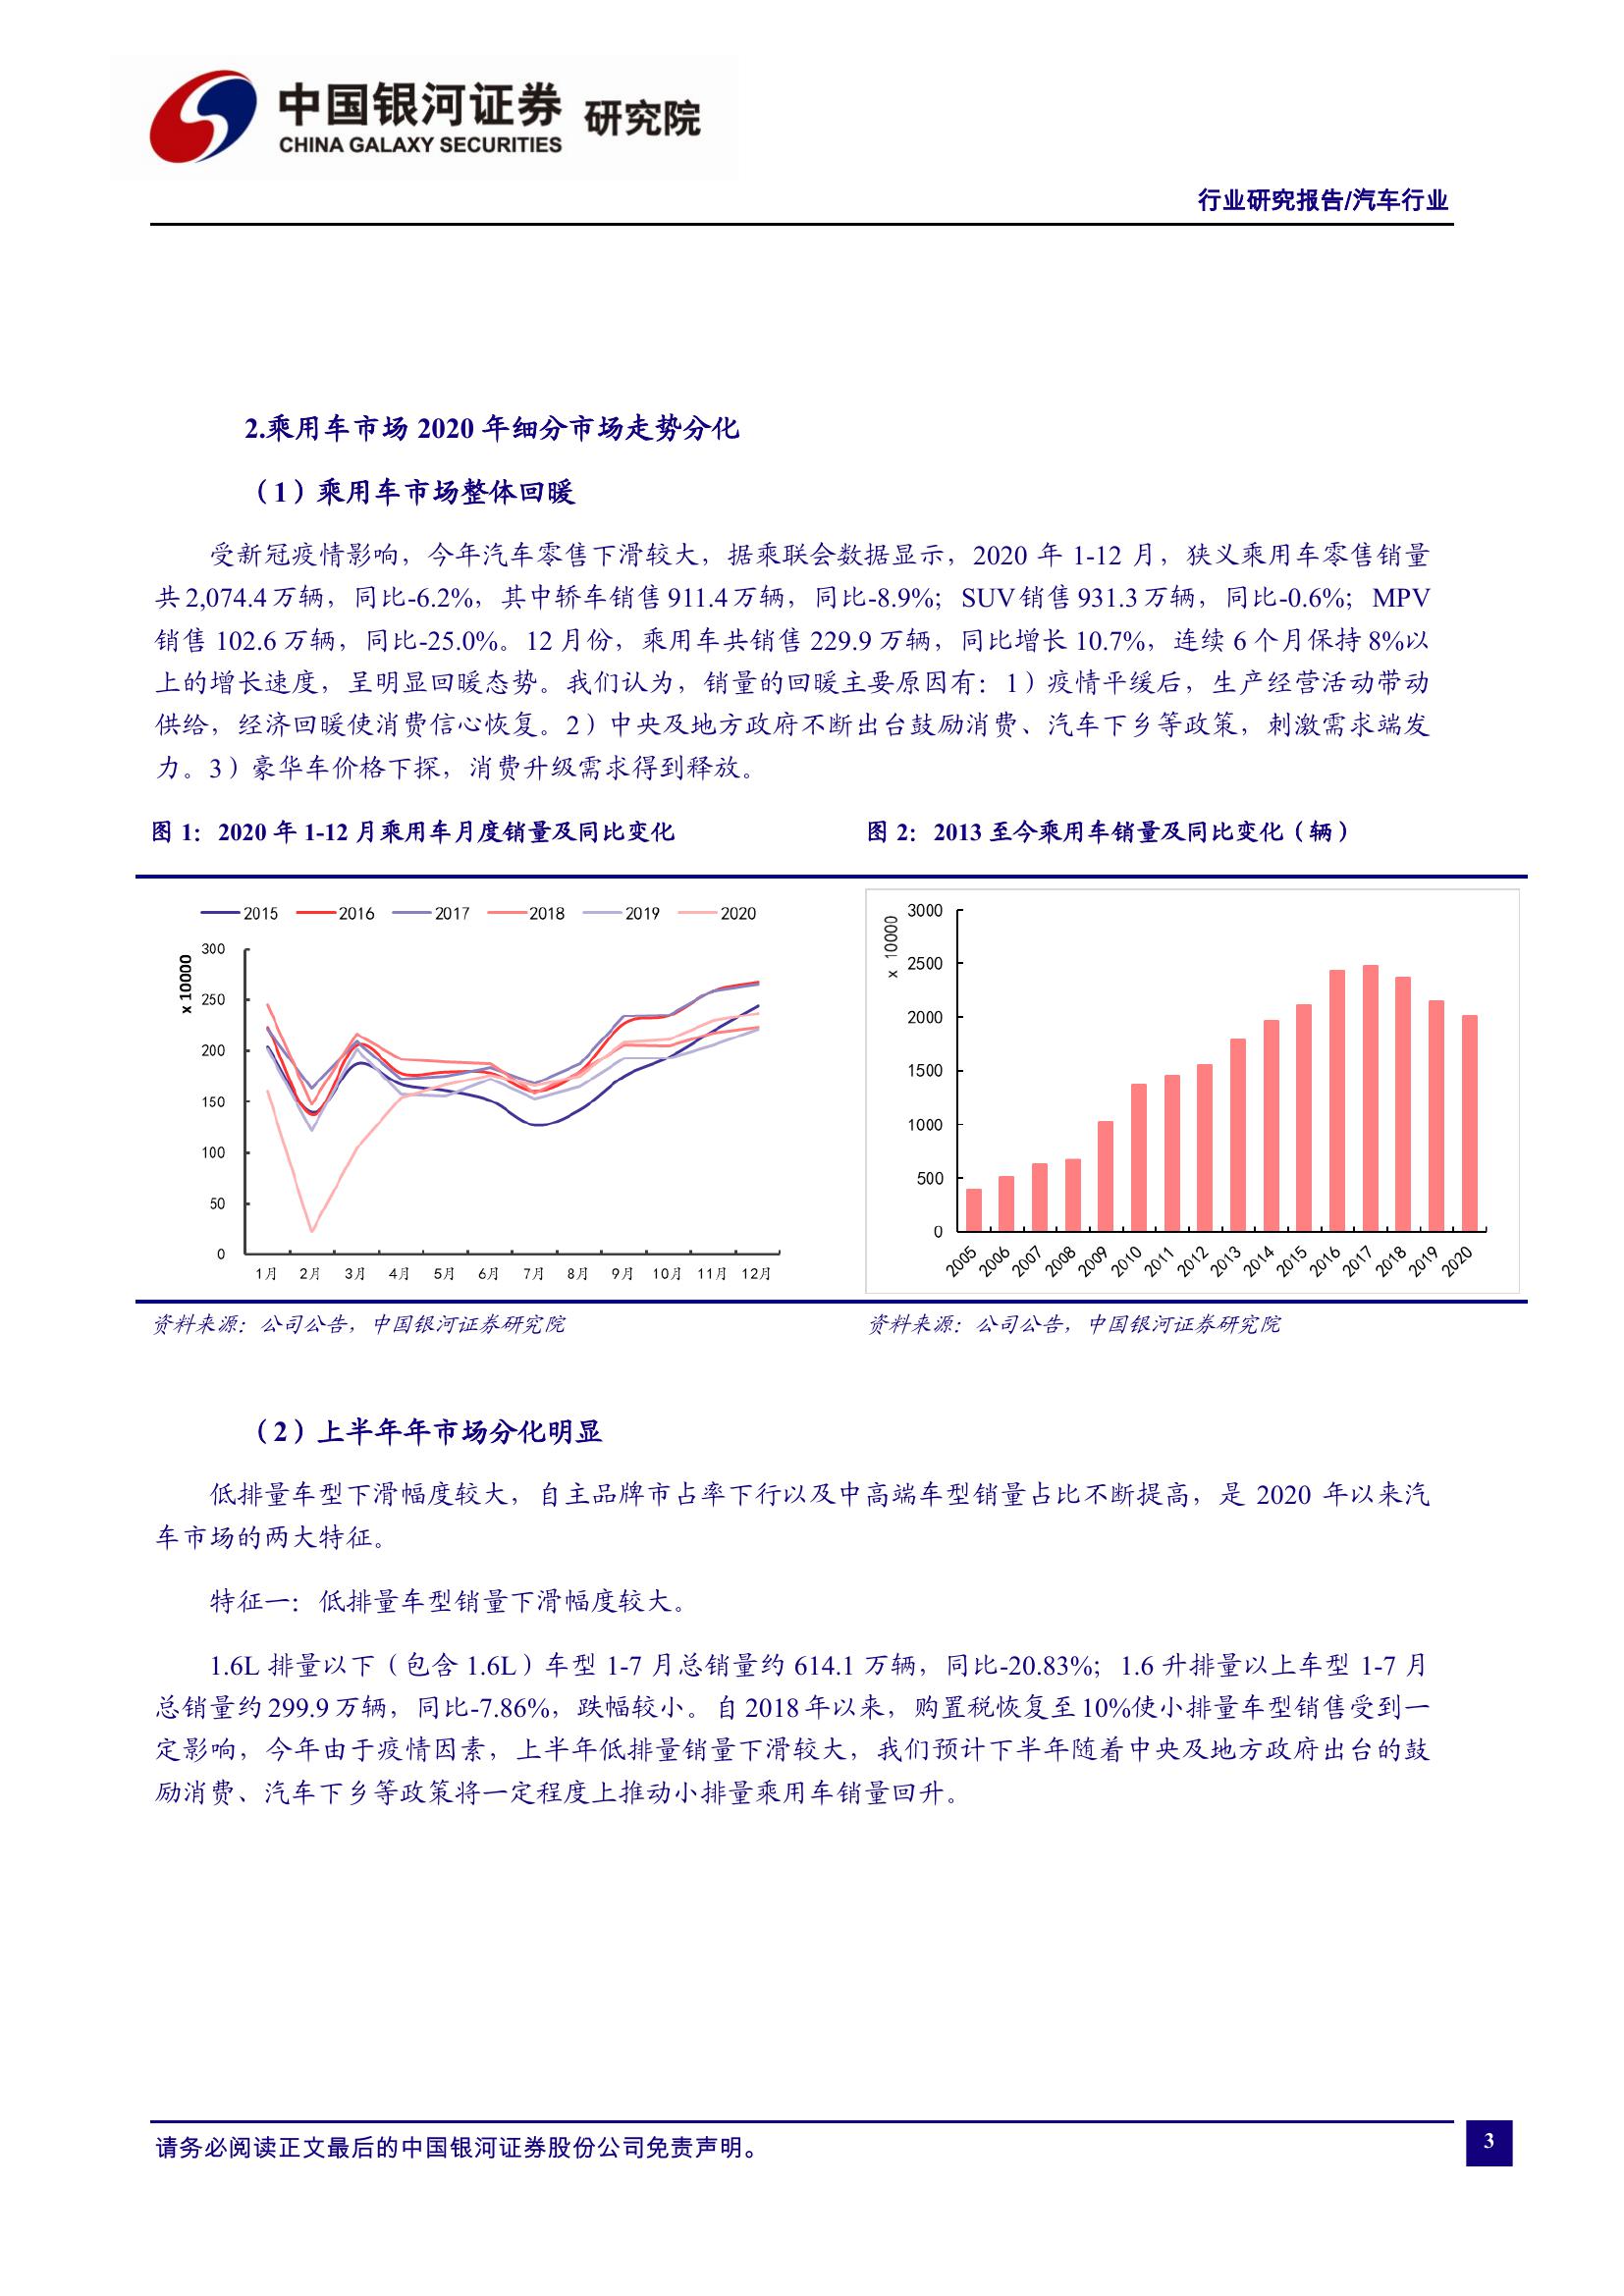 中国银河证券 研究院
CHINA GALAXY SECURITIES
行业研究报告/汽车行业
2.乘用车市场 2020 年细分市场走势分化
（1）乘用车市场整体回暖
受新冠疫情影响，今年汽车零售下滑较大，据乘联会数据显示，2020 年 1-12 月，狭义乘用车零售销量
共 2,074.4 万辆，同比-6.2%，其中轿车销售 911.4 万辆，同比-8.9%；SUV 销售 931.3 万辆，同比-0.6%；MPV
销售 102.6 万辆，同比-25.0%。12 月份，乘用车共销售 229.9 万辆，同比增长 10.7%，连续 6 个月保持 8%以
上的增长速度，呈明显回暖态势。我们认为，销量的回暖主要原因有：1）疫情平缓后，生产经营活动带动
供给，经济回暖使消费信心恢复。2）中央及地方政府不断出台鼓励消费、汽车下乡等政策，刺激需求端发
力。3）豪华车价格下探，消费升级需求得到释放。
图 1：2020 年 1-12 月乘用车月度销量及同比变化
图 2：2013 至今乘用车销量及同比变化（辆）
2015 2016 2017 2018 2019 2020
x 10000
300
250
200
150
100
50
0
1月 2月 3月 4月 5月 6月 7月 8月 9月 10月 11月 12月
x 10000
3000
2500
2000
1500
1000
500
0
2005 2006 2007 2008 2009 2010 2011 2012 2013 2014 2015 2016 2017 2018 2019 2020
资料来源：公司公告，中国银河证券研究院
资料来源：公司公告，中国银河证券研究院
（2）上半年年市场分化明显
低排量车型下滑幅度较大，自主品牌市占率下行以及中高端车型销量占比不断提高，是 2020 年以来汽
车市场的两大特征。
特征一：低排量车型销量下滑幅度较大。
1.6L 排量以下（包含 1.6L）车型 1-7 月总销量约 614.1 万辆，同比-20.83%；1.6 升排量以上车型 1-7 月
总销量约 299.9 万辆，同比-7.86%，跌幅较小。自 2018 年以来，购置税恢复至 10%使小排量车型销售受到一
定影响，今年由于疫情因素，上半年低排量销量下滑较大，我们预计下半年随着中央及地方政府出台的鼓
励消费、汽车下乡等政策将一定程度上推动小排量乘用车销量回升。
请务必阅读正文最后的中国银河证券股份公司免责声明。
3